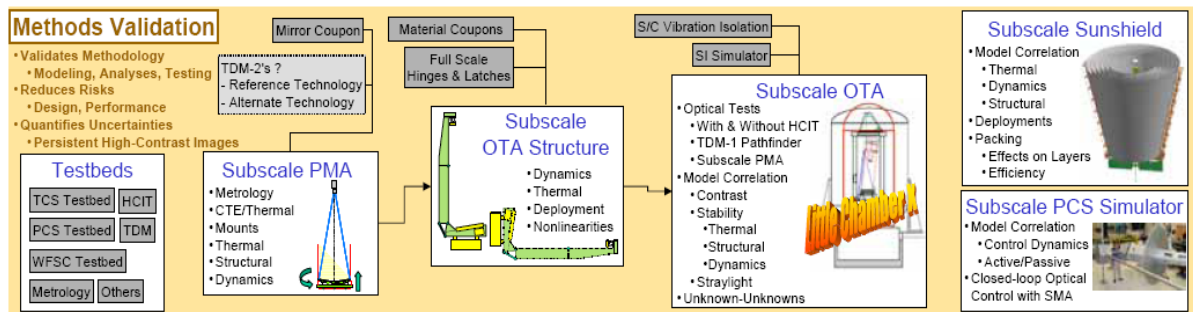 Methods Validation
•Validates Methodology
•Modeling, Analyses, Testing
•Reduces Risks
•Design, Performance
•Quantifies Uncertainties
•Persistent High-Contrast Images
Testbeds
TCS Testbed
HCIT
PCS Testbed
TDM
WFSC Testbed
Metrology
Others
Mirror Coupon
TDM-2's ?
- Reference Technology
- Alternate Technology
Subscale PMA
•Metrology
•CTE/Thermal
•Mounts
•Thermal
•Structural
•Dynamics
Material Coupons
Full Scale
Hinges & Latches
Subscale
OTA Structure
•Dynamics
•Thermal
•Deployment
•Nonlinearities
S/C Vibration Isolation
SI Simulator
Subscale OTA
•Optical Tests
•With & Without HCIT
•TDM-1 Pathfinder
•Subscale PMA
•Model Correlation
•Contrast
•Stability
•Thermal
•Structural
•Dynamics
•Straylight
•Unknown-Unknowns
Little Chamber K
Subscale Sunshield
•Model Correlation
•Thermal
•Dynamics
•Structural
•Deployments
•Packing
•Effects on Layers
•Efficiency
Subscale PCS Simulator
•Model Correlation
•Control Dynamics
•Active/Passive
•Closed-loop Optical
Control with SMA